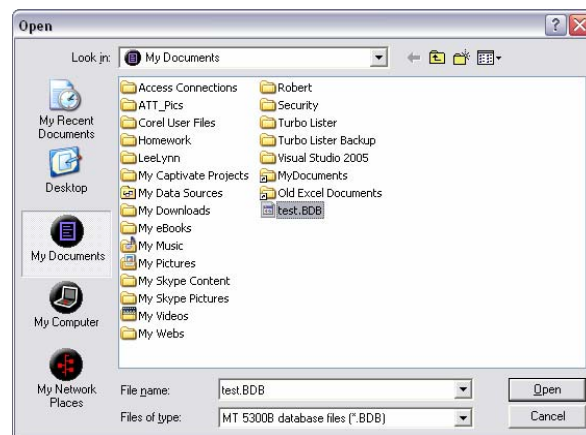 Open
Look in:
My Documents
My Recent
Documents
Desktop
My Documents
My Computer
My Network
Places
Access Connections
ATT_Pics
Corel User Files
Homework
LeeLynn
My Captivate Projects
My Data Sources
My Downloads
My eBooks
My Music
My Pictures
My Skype Content
My Skype Pictures
My Videos
My Webs
Robert
Security
Turbo Lister
Turbo Lister Backup
Visual Studio 2005
MyDocuments
Old Excel Documents
test.BDB
File name:
test.BDB
Open
Files of type:
MT 5300B database files (*.BDB)
Cancel